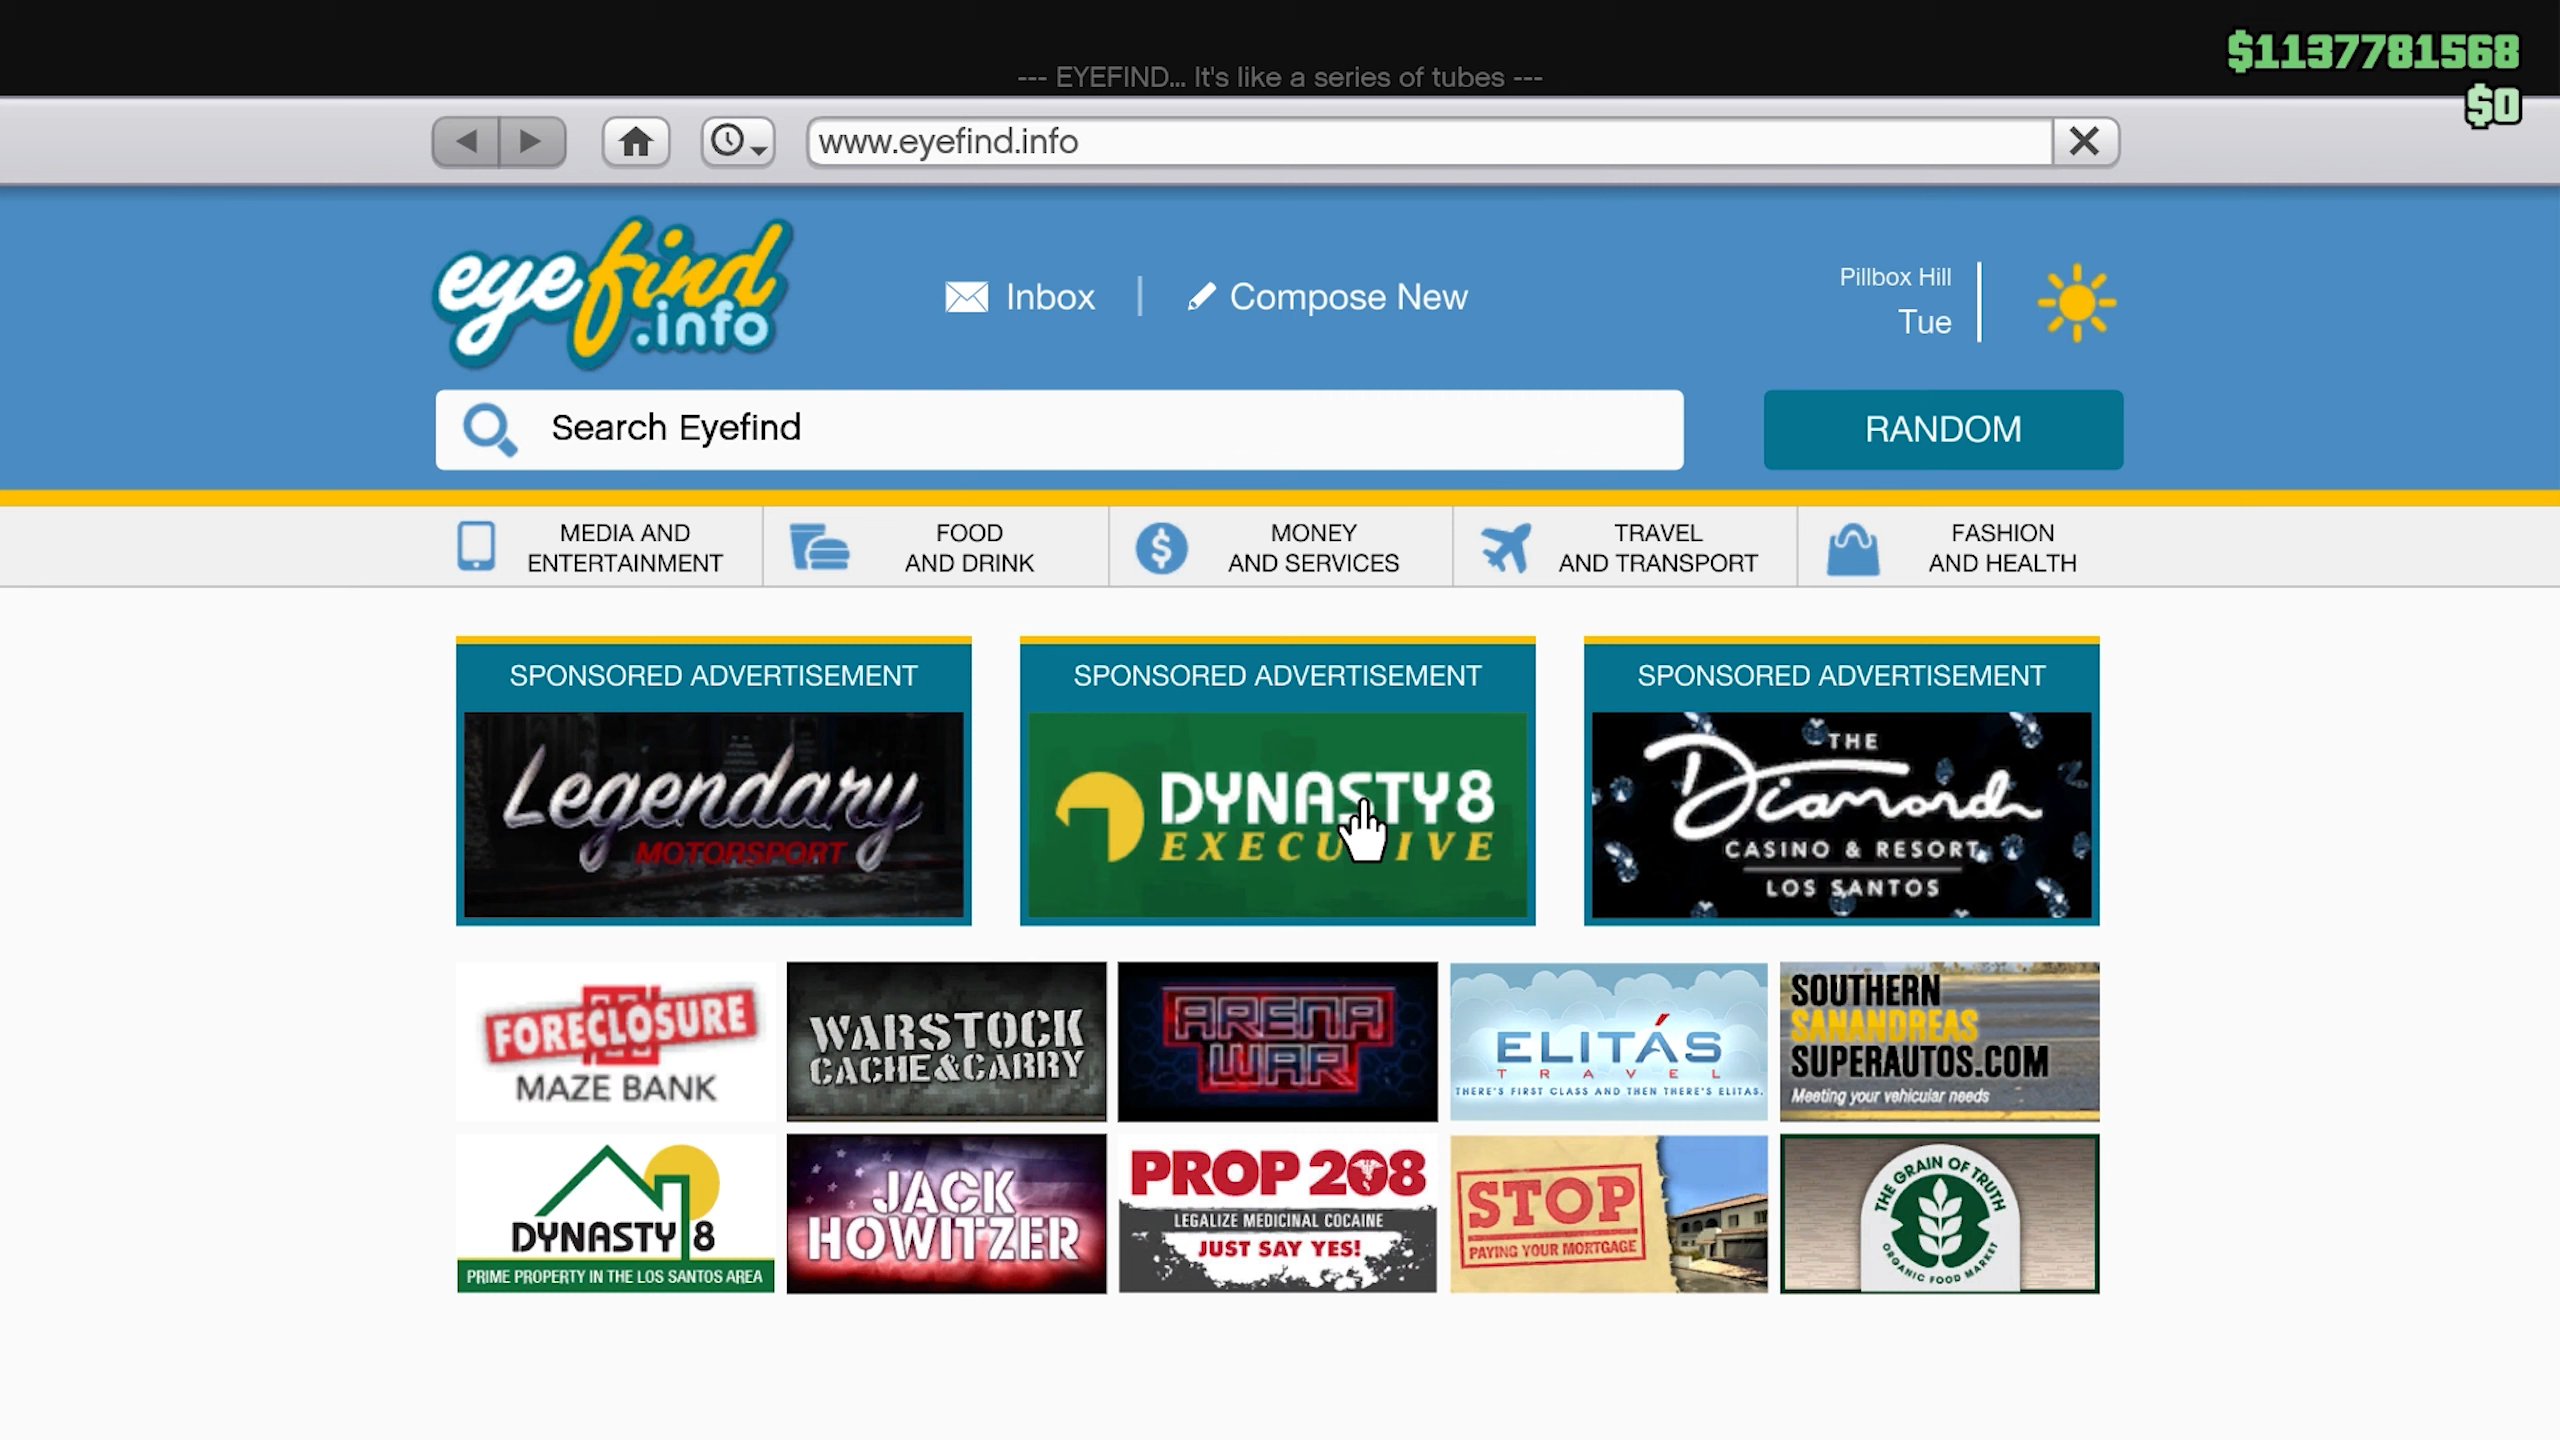 $1137781568
--- EYEFIND... It's like a series of tubes ---
$0
www.eyefind.info
eyefind
.info
Inbox
Compose New
Pillbox Hill
Tue
Search Eyefind
RANDOM
MEDIA AND
ENTERTAINMENT
FOOD
AND DRINK
MONEY
AND SERVICES
TRAVEL
AND TRANSPORT
FASHION
AND HEALTH
SPONSORED ADVERTISEMENT
Legendary
MOTORSPORT
SPONSORED ADVERTISEMENT
DYNASTY8
EXECUTIVE
SPONSORED ADVERTISEMENT
THE
Diamond
CASINO & RESORT
LOS SANTOS
FORECLOSURE
MAZE BANK
WARSTOCK
CACHE&CARRY
ARENA
WAR
ELITÁS
TRAVEL
THERE'S FIRST CLASS AND THEN THERE'S ELITAS.
SOUTHERN
SANANDREAS
SUPERAUTOS.COM
Meeting your vehicular needs
DYNASTY 8
PRIME PROPERTY IN THE LOS SANTOS AREA
JACK
HOWITZER
PROP 208
LEGALIZE MEDICINAL COCAINE
JUST SAY YES!
STOP
PAYING YOUR MORTGAGE
THE GRAIN OF TRUTH
ORGANIC FOOD MARKET